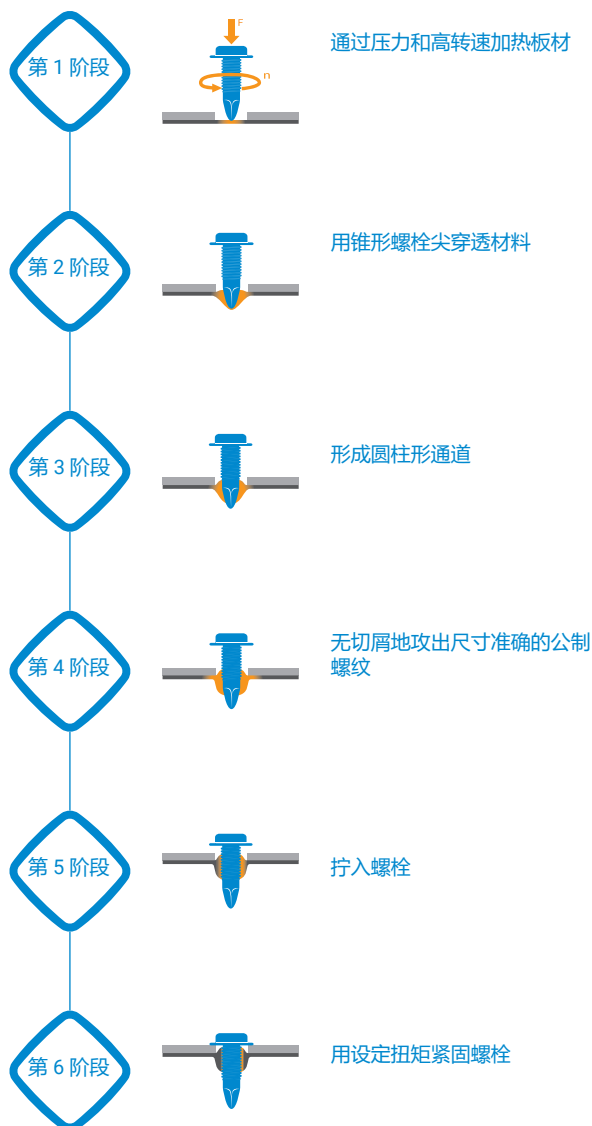 第 1 阶段
F
n
通过压力和高转速加热板材
第 2 阶段
用锥形螺栓尖穿透材料
第 3 阶段
形成圆柱形通道
第 4 阶段
无切屑地攻出尺寸准确的公制
螺纹
第 5 阶段
拧入螺栓
第 6 阶段
用设定扭矩紧固螺栓